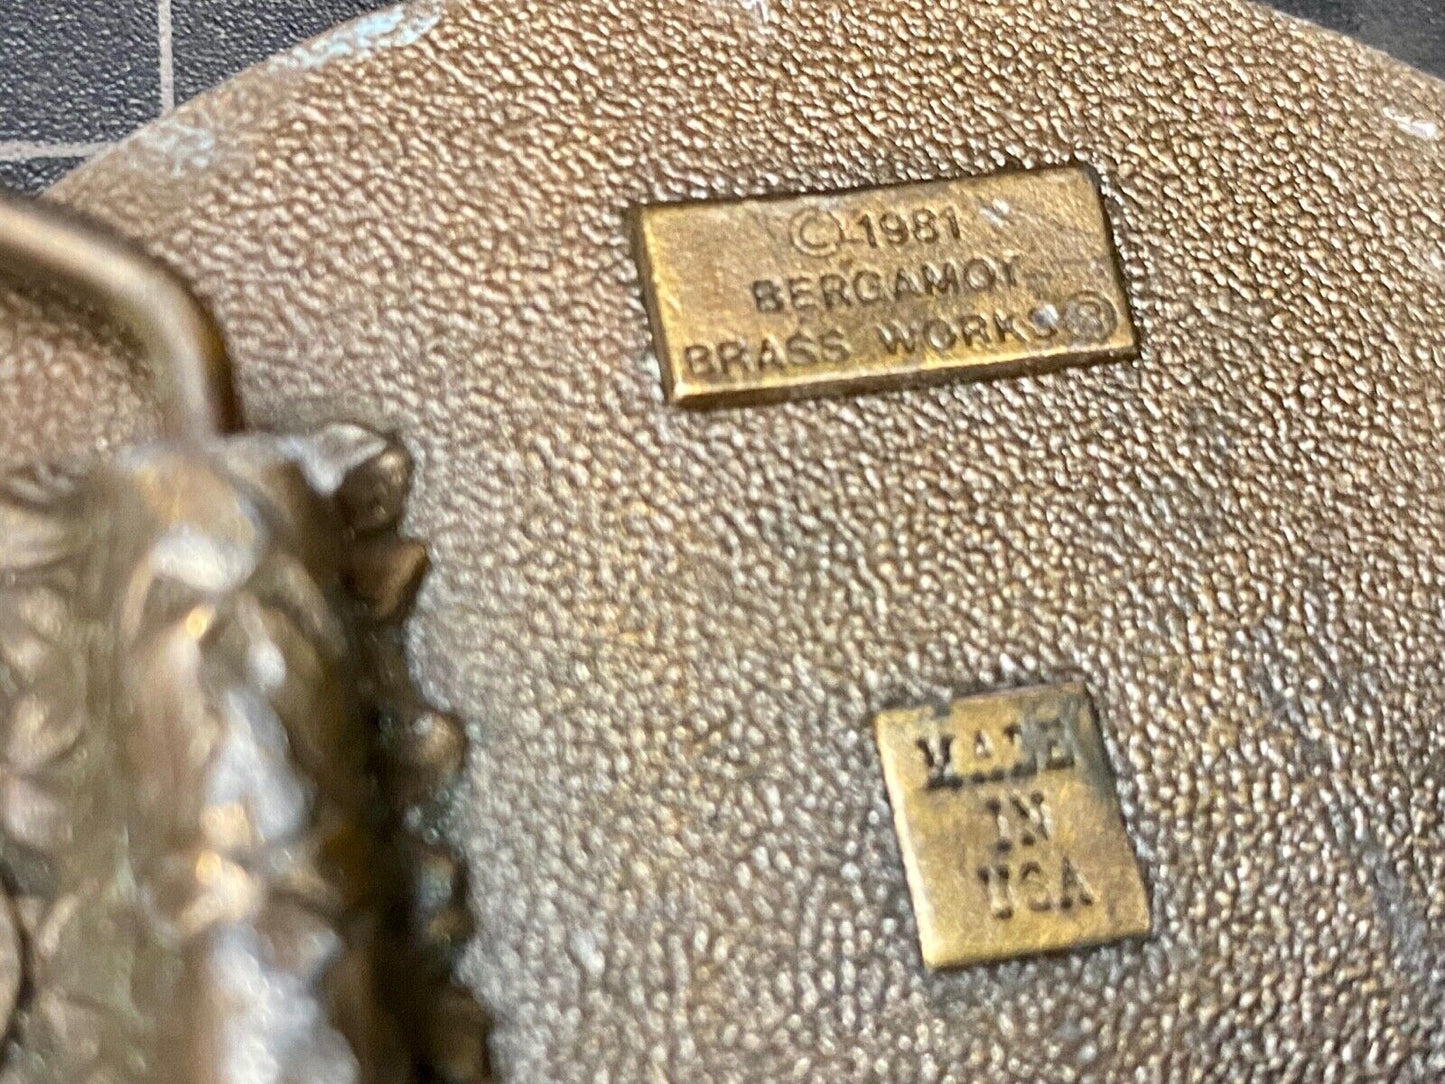 © 1981
BERGAMOT
BRASS WORKS ®
MADE
IN
USA